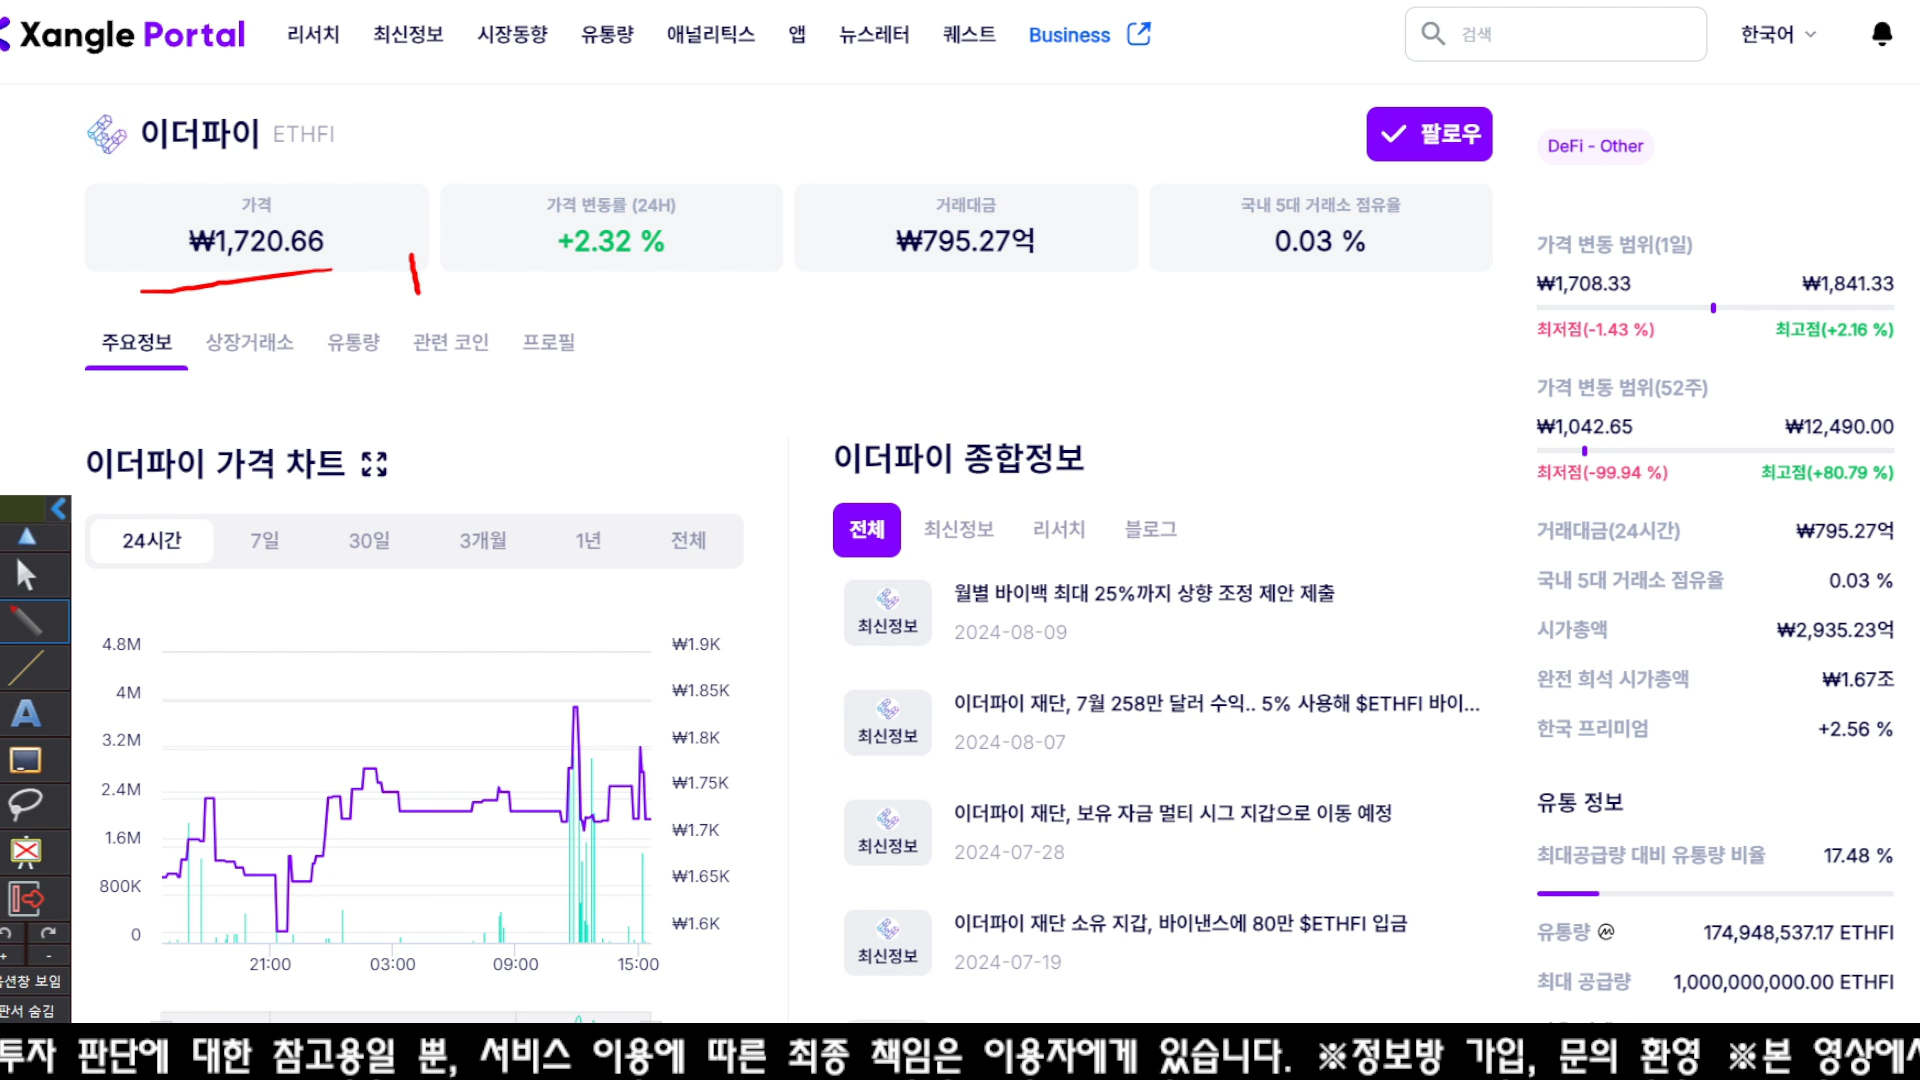 Xangle Portal 리서치 최신정보 시장동향 유통량 애널리틱스 앱 뉴스레터 퀘스트 Business 검색 한국어
이더파이 ETHFI
팔로우
가격
₩1,720.66
가격 변동률 (24H)
+2.32 %
거래대금
₩795.27억
국내 5대 거래소 점유율
0.03 %
주요정보 상장거래소 유통량 관련 코인 프로필
이더파이 가격 차트
24시간 7일 30일 3개월 1년 전체
4.8M
4M
3.2M
2.4M
1.6M
800K
0
₩1.9K
₩1.85K
₩1.8K
₩1.75K
₩1.7K
₩1.65K
₩1.6K
21:00 03:00 09:00 15:00
이더파이 종합정보
전체 최신정보 리서치 블로그
최신정보
월별 바이백 최대 25%까지 상향 조정 제안 제출
2024-08-09
최신정보
이더파이 재단, 7월 258만 달러 수익.. 5% 사용해 $ETHFI 바이...
2024-08-07
최신정보
이더파이 재단, 보유 자금 멀티 시그 지갑으로 이동 예정
2024-07-28
최신정보
이더파이 재단 소유 지갑, 바이낸스에 80만 $ETHFI 입금
2024-07-19
DeFi - Other
가격 변동 범위(1일)
₩1,708.33 ₩1,841.33
최저점(-1.43 %) 최고점(+2.16 %)
가격 변동 범위(52주)
₩1,042.65 ₩12,490.00
최저점(-99.94 %) 최고점(+80.79 %)
거래대금(24시간) ₩795.27억
국내 5대 거래소 점유율 0.03 %
시가총액 ₩2,935.23억
완전 희석 시가총액 ₩1.67조
한국 프리미엄 +2.56 %
유통 정보
최대공급량 대비 유통량 비율 17.48 %
유통량 174,948,537.17 ETHFI
최대 공급량 1,000,000,000.00 ETHFI
A
+ -
션창 보임
판서 숨김
투자 판단에 대한 참고용일 뿐, 서비스 이용에 따른 최종 책임은 이용자에게 있습니다. ※정보방 가입, 문의 환영 ※본 영상에서